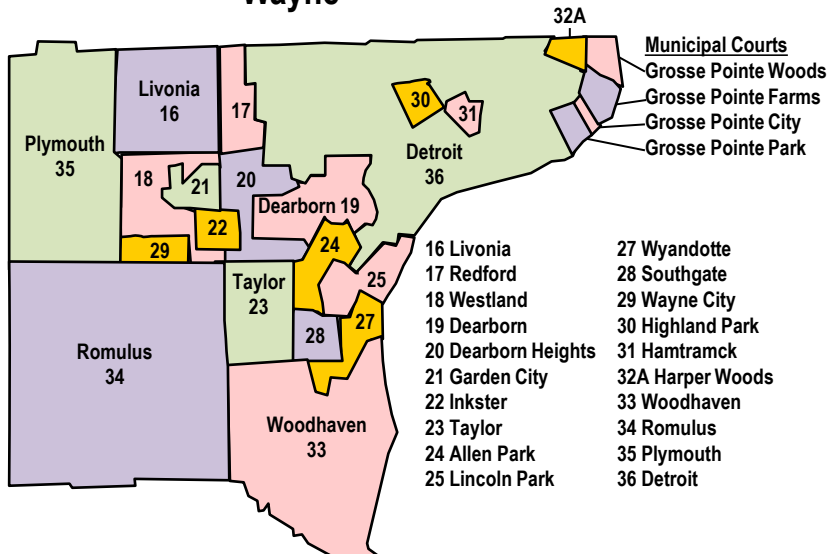 Wayne
32A
Municipal Courts
Grosse Pointe Woods
Grosse Pointe Farms
Grosse Pointe City
Grosse Pointe Park
Livonia
16
17
30
31
Plymouth
35
Detroit
36
18
21
20
Dearborn 19
22
24
29
25
Taylor
23
27
28
Romulus
34
Woodhaven
33
16 Livonia
17 Redford
18 Westland
19 Dearborn
20 Dearborn Heights
21 Garden City
22 Inkster
23 Taylor
24 Allen Park
25 Lincoln Park
27 Wyandotte
28 Southgate
29 Wayne City
30 Highland Park
31 Hamtramck
32A Harper Woods
33 Woodhaven
34 Romulus
35 Plymouth
36 Detroit